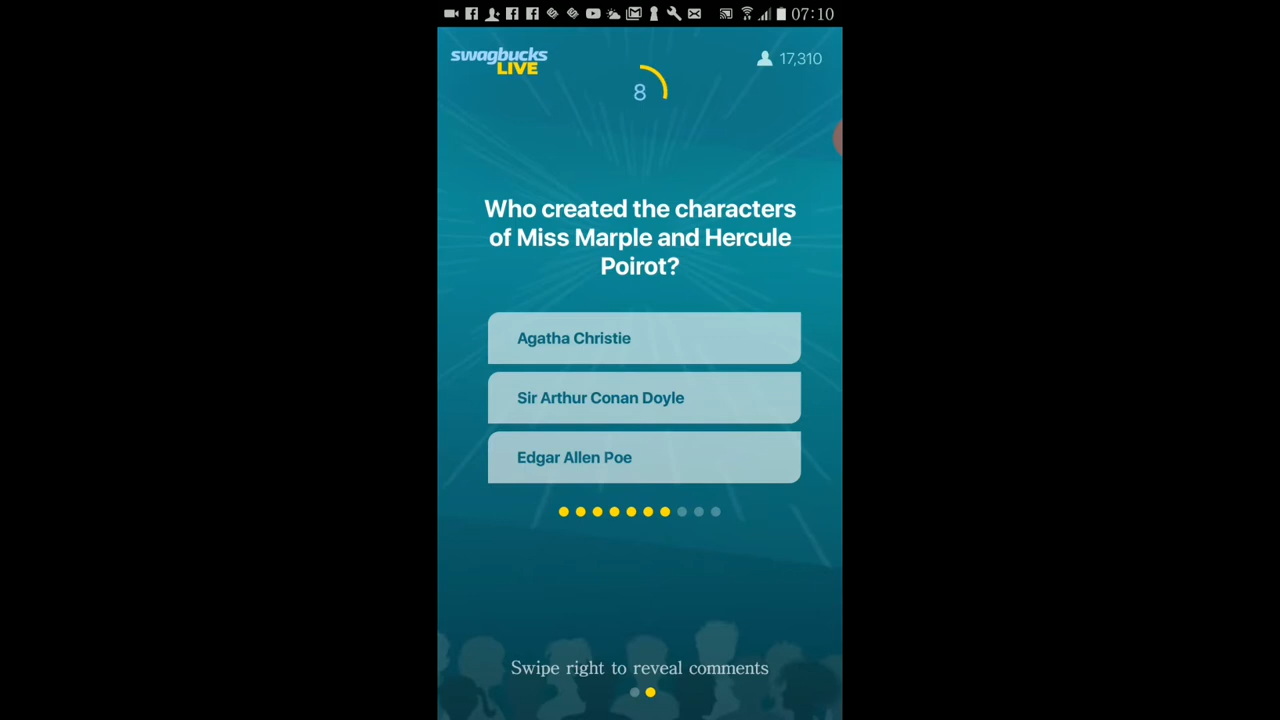 07:10
swagbucks
LIVE
17,310
8
Who created the characters
of Miss Marple and Hercule
Poirot?
Agatha Christie
Sir Arthur Conan Doyle
Edgar Allen Poe
Swipe right to reveal comments